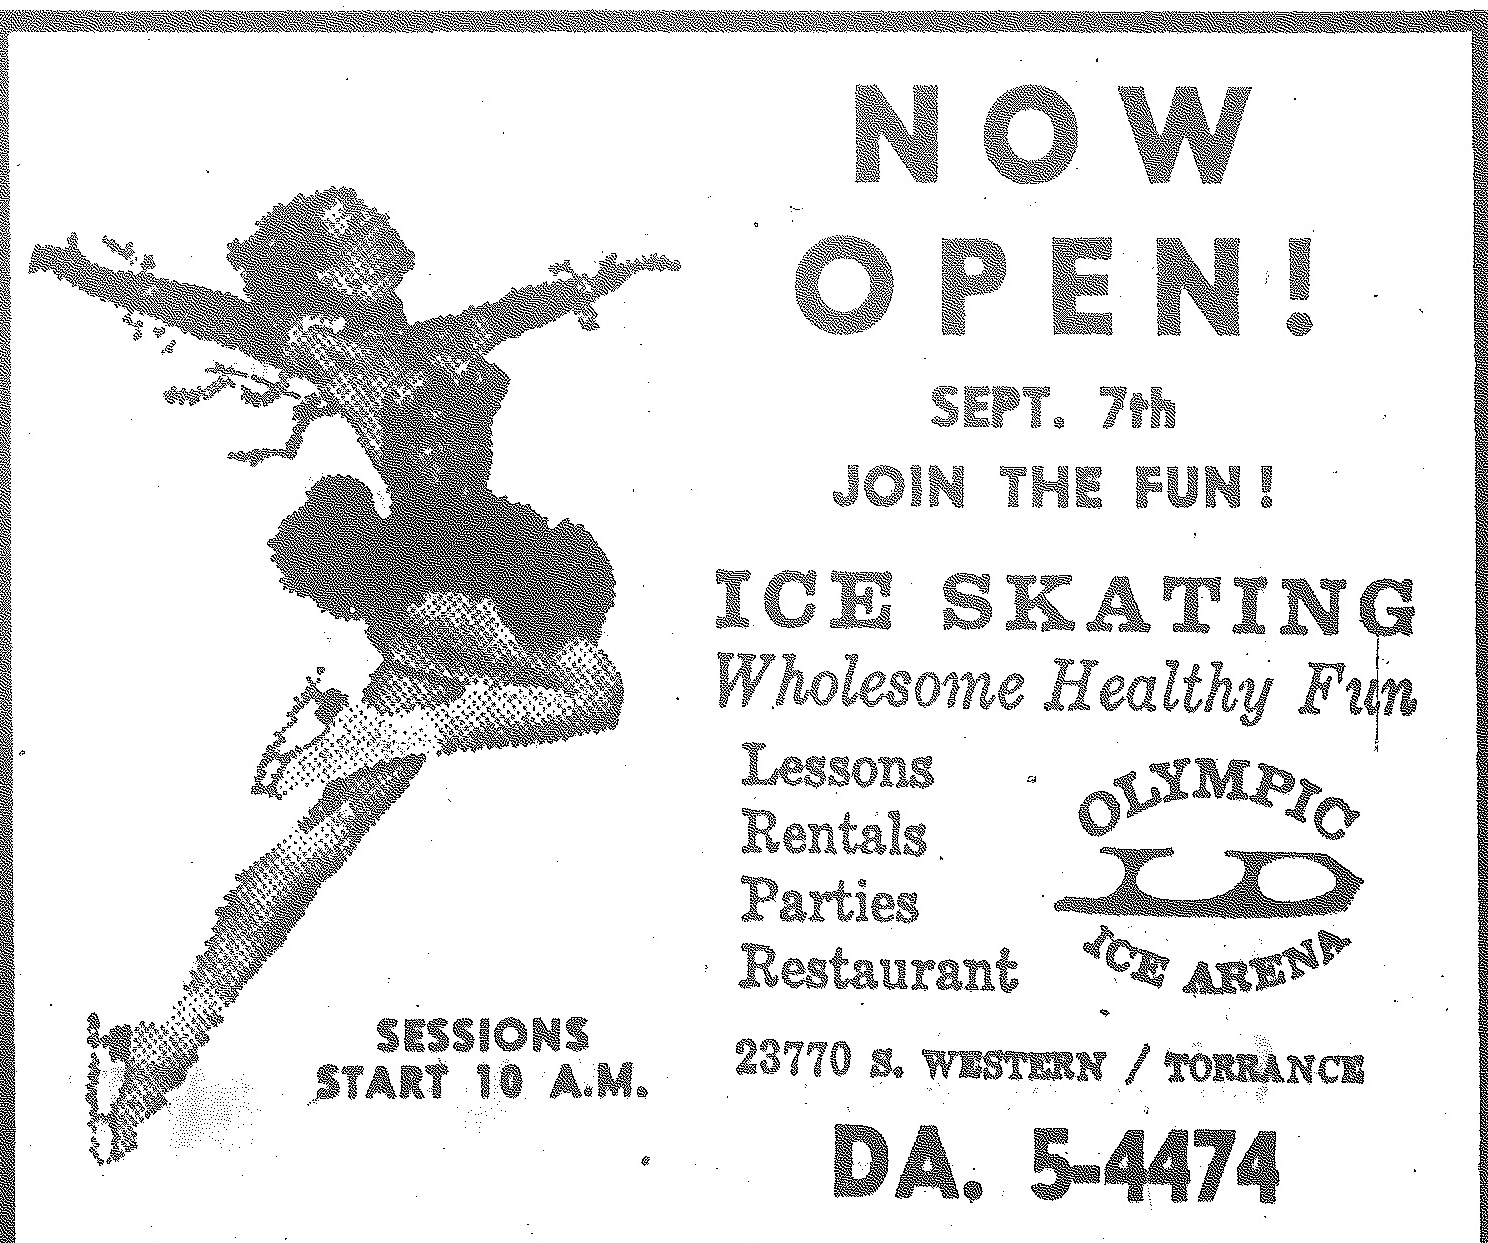 NOW
OPEN!
SEPT. 7th
JOIN THE FUN!
ICE SKATING
Wholesome Healthy Fun
Lessons
Rentals
Parties
Restaurant
OLYMPIC
ICE ARENA
SESSIONS
START 10 A.M.
23770 S. WESTERN / TORRANCE
DA. 5-4474